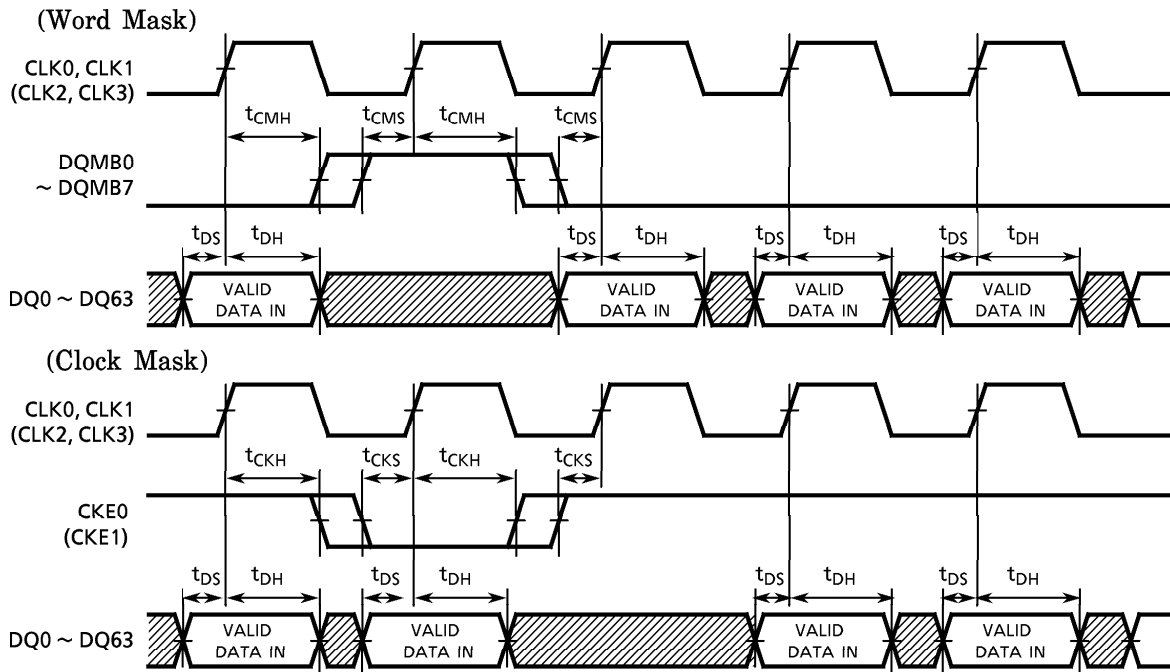 (Word Mask)
CLK0, CLK1
(CLK2, CLK3)
tCMH tCMS tCMH tCMS
DQMB0
~ DQMB7
tDS tDH tDS tDH tDS tDH tDS tDH
DQ0 ~ DQ63
VALID DATA IN
VALID DATA IN
VALID DATA IN
VALID DATA IN
(Clock Mask)
CLK0, CLK1
(CLK2, CLK3)
tCKH tCKS tCKH tCKS
CKE0
(CKE1)
tDS tDH tDS tDH tDS tDH tDS tDH
DQ0 ~ DQ63
VALID DATA IN
VALID DATA IN
VALID DATA IN
VALID DATA IN